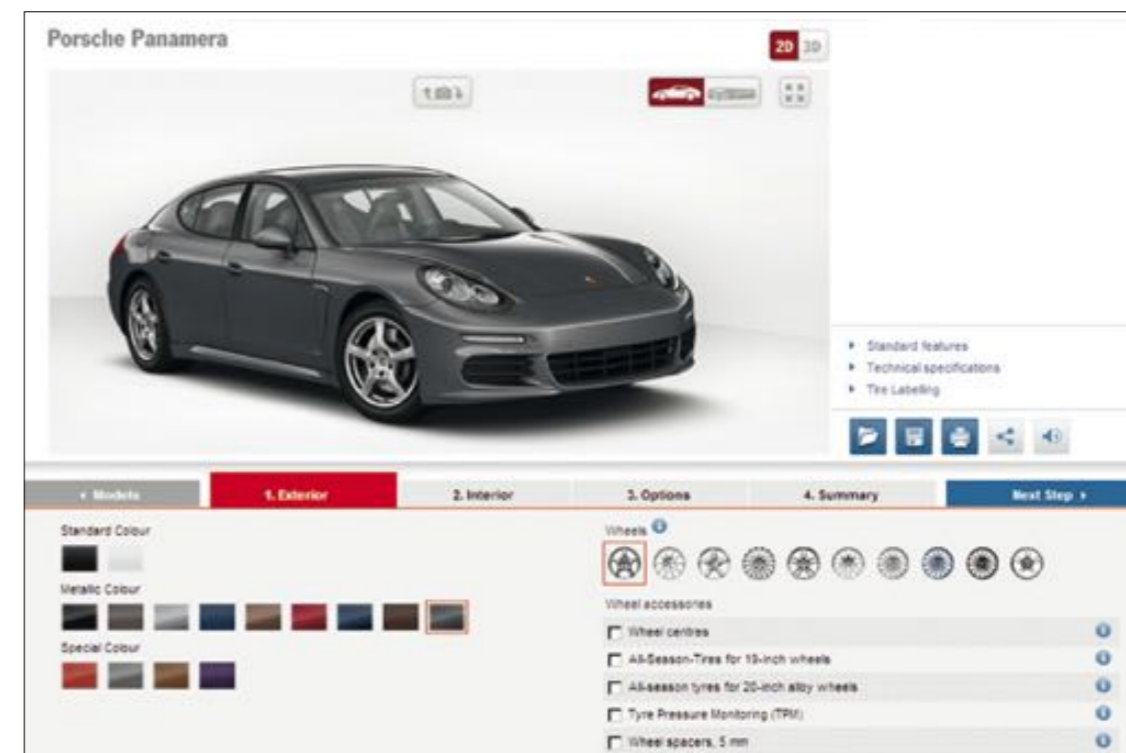 Porsche Panamera
2D 3D
Standard features
Technical specifications
Tire Labelling
Models
1. Exterior
2. Interior
3. Options
4. Summary
Next Step
Standard Colour
Metallic Colour
Special Colour
Wheels
Wheel accessories
Wheel centres
All-Season-Tires for 19-inch wheels
All-season tyres for 20-inch alloy wheels
Tyre Pressure Monitoring (TPM)
Wheel spacers, 5 mm